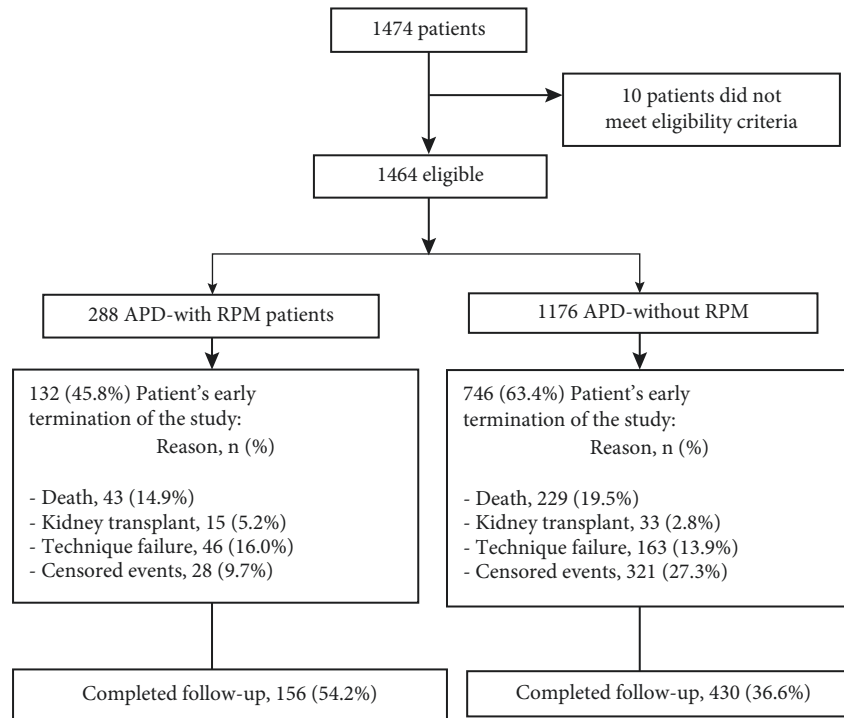 1474 patients
10 patients did not
meet eligibility criteria
1464 eligible
288 APD-with RPM patients
1176 APD-without RPM
132 (45.8%) Patient's early
termination of the study:
Reason, n (%)
- Death, 43 (14.9%)
- Kidney transplant, 15 (5.2%)
- Technique failure, 46 (16.0%)
- Censored events, 28 (9.7%)
746 (63.4%) Patient's early
termination of the study:
Reason, n (%)
- Death, 229 (19.5%)
- Kidney transplant, 33 (2.8%)
- Technique failure, 163 (13.9%)
- Censored events, 321 (27.3%)
Completed follow-up, 156 (54.2%)
Completed follow-up, 430 (36.6%)